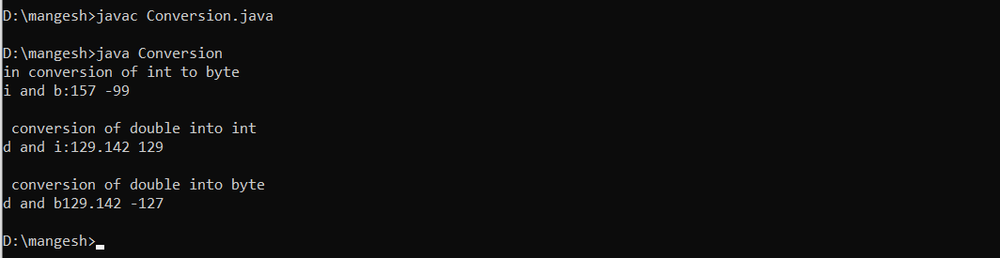 D:\mangesh>javac Conversion.java
D:\mangesh>java Conversion
in conversion of int to byte
i and b:157 -99
conversion of double into int
d and i:129.142 129
conversion of double into byte
d and b129.142 -127
D:\mangesh>